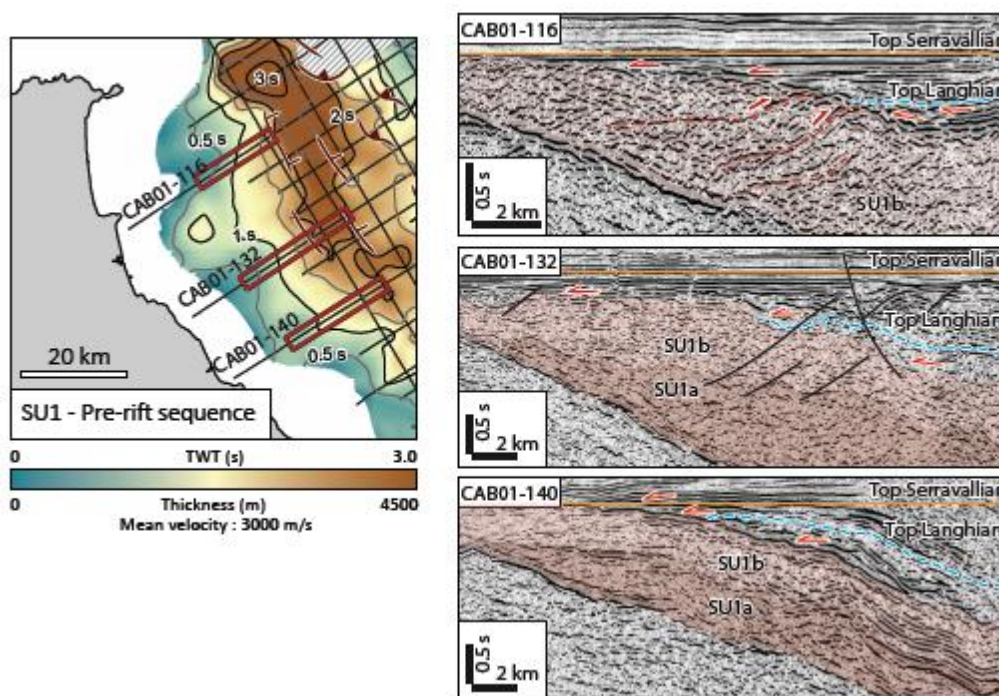 3 s
2 s
0.5 s
CAB01-116
1 s
CAB01-132
CAB01-140
0.5 s
20 km
SU1 - Pre-rift sequence
0 TWT (s) 3.0
0 Thickness (m) 4500
Mean velocity : 3000 m/s
CAB01-116
Top Serravallian
Top Langhian
SU1b
0.5 s
2 km
CAB01-132
Top Serravallian
Top Langhian
SU1b
SU1a
0.5 s
2 km
CAB01-140
Top Serravallian
Top Langhian
SU1b
SU1a
0.5 s
2 km